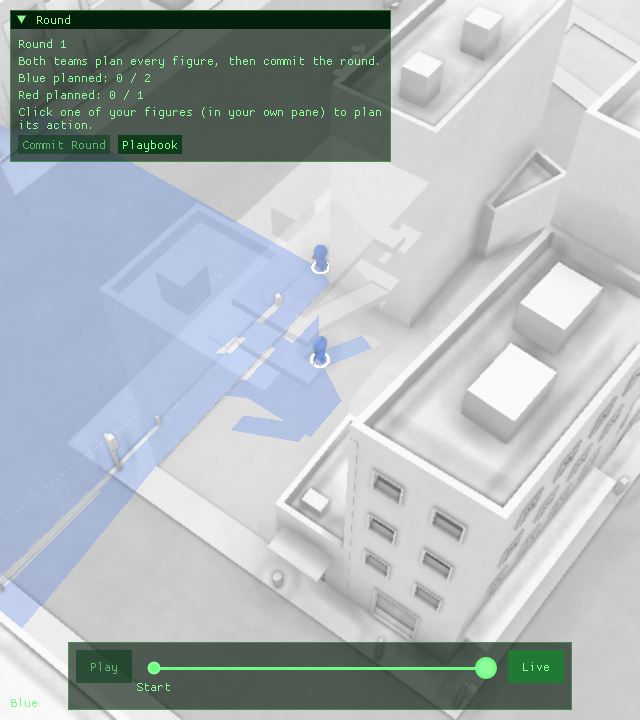 Round
Round 1
Both teams plan every figure, then commit the round.
Blue planned: 0 / 2
Red planned: 0 / 1
Click one of your figures (in your own pane) to plan
its action.
Commit Round Playbook
Play
Live
Start
Blue